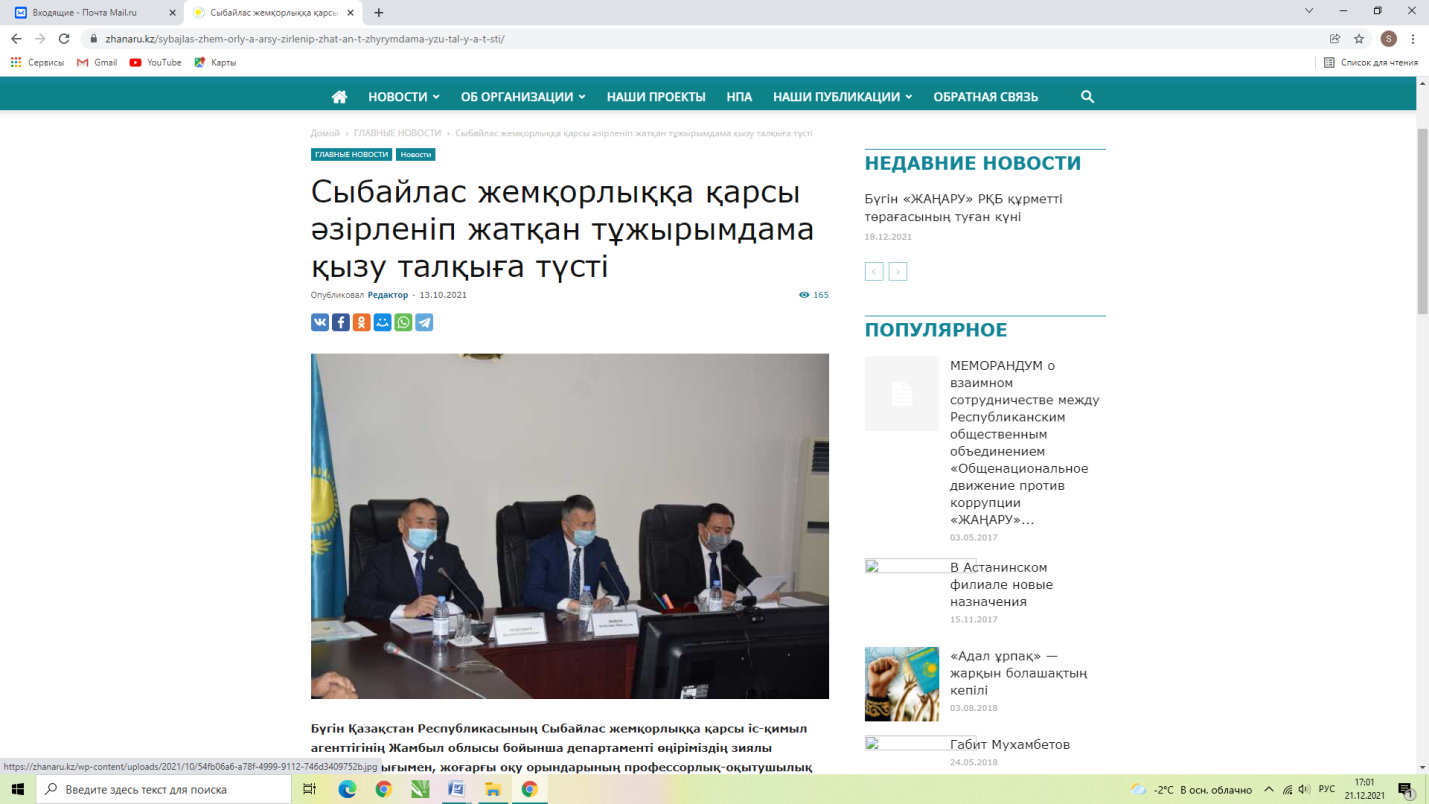 Входящие - Почта Mail.ru
Сыбайлас жемқорлыққа қарсы
zhanaru.kz/sybajlas-zhem-orly-a-arsy-zirlenip-zhat-an-t-zhyrymdama-yzu-tal-y-a-t-sti/
S
Сервисы Gmail YouTube Карты
Список для чтения
НОВОСТИ ОБ ОРГАНИЗАЦИИ НАШИ ПРОЕКТЫ НПА НАШИ ПУБЛИКАЦИИ ОБРАТНАЯ СВЯЗЬ
Домой › ГЛАВНЫЕ НОВОСТИ › Сыбайлас жемқорлыққа қарсы әзірленіп жатқан тұжырымдама қызу талқыға түсті
ГЛАВНЫЕ НОВОСТИ Новости
Сыбайлас жемқорлыққа қарсы
әзірленіп жатқан тұжырымдама
қызу талқыға түсті
Опубликовал Редактор - 13.10.2021
165
Бүгін Қазақстан Республикасының Сыбайлас жемқорлыққа қарсы іс-қимыл
агенттігінің Жамбыл облысы бойынша департаменті өңіріміздің зиялы
жоғарғы оқу орындарының профессорлық-оқытушылық
НЕДАВНИЕ НОВОСТИ
Бүгін «ЖАҢАРУ» РҚБ құрметті
төрағасының туған күні
18.12.2021
ПОПУЛЯРНОЕ
МЕМОРАНДУМ о
взаимном
сотрудничестве между
Республиканским
общественным
объединением
«Общенациональное
движение против
коррупции
«ЖАҢАРУ»...
03.05.2017
В Астанинском
филиале новые
назначения
15.11.2017
«Адал ұрпақ» —
жарқын болашақтың
кепілі
03.08.2018
Габит Мухамбетов
24.05.2018
https://zhanaru.kz/wp-content/uploads/2021/10/54fb06a6-a78f-4999-9112-746d3409752b.jpg
Введите здесь текст для поиска
-2°C В осн. облачно
РУС
17:01
21.12.2021
1